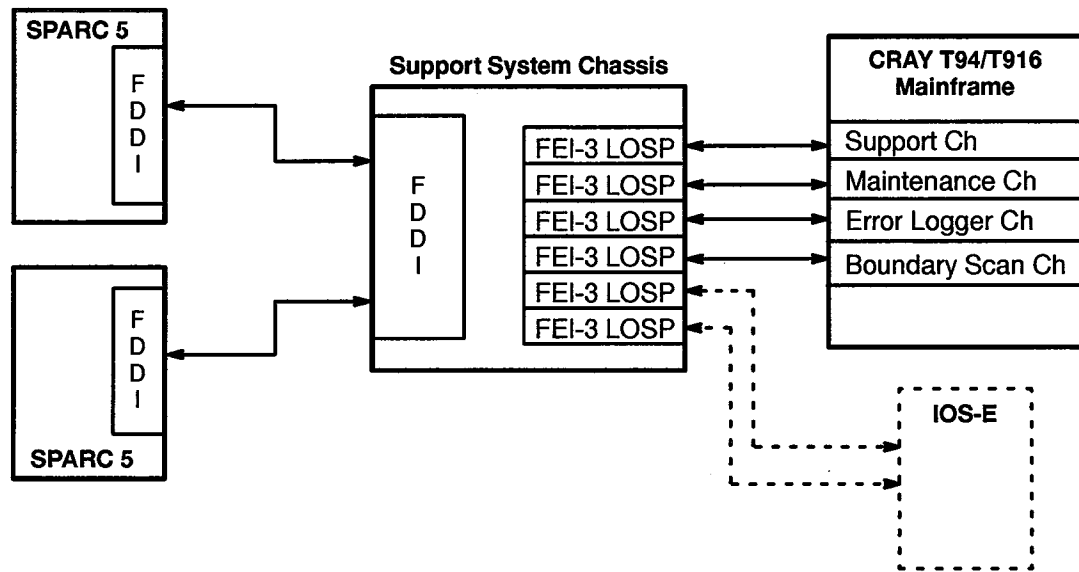 SPARC 5
F
D
D
I
SPARC 5
F
D
D
I
Support System Chassis
F
D
D
I
FEI-3 LOSP
FEI-3 LOSP
FEI-3 LOSP
FEI-3 LOSP
FEI-3 LOSP
FEI-3 LOSP
CRAY T94/T916
Mainframe
Support Ch
Maintenance Ch
Error Logger Ch
Boundary Scan Ch
IOS-E